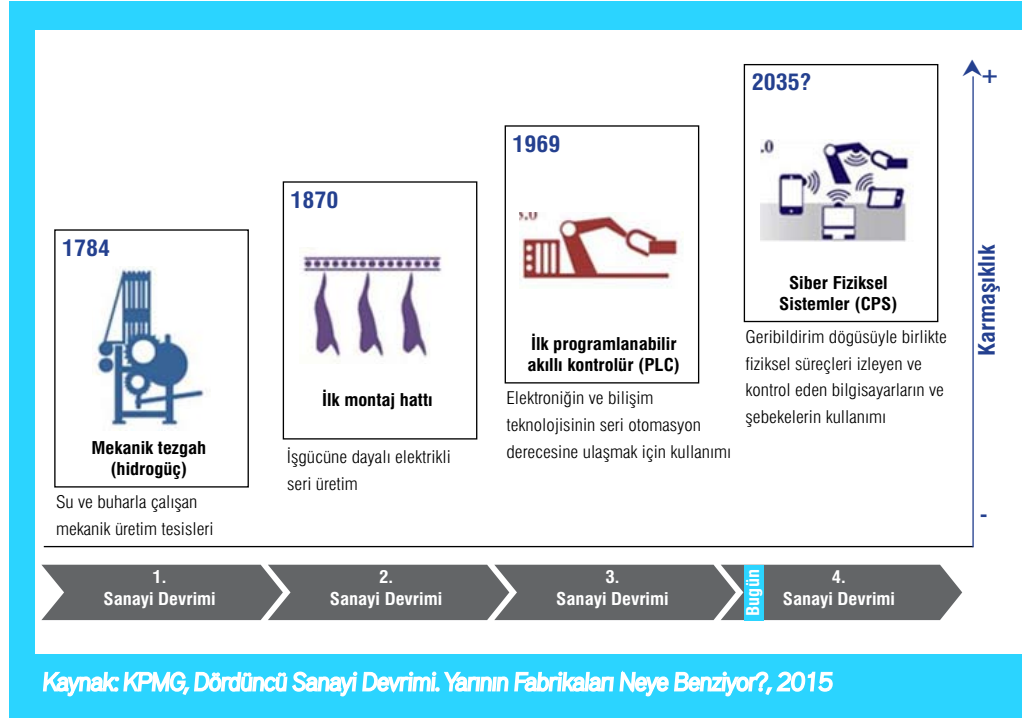 1784
Mekanik tezgah
(hidrogüç)
Su ve buharla çalışan
mekanik üretim tesisleri
1870
İlk montaj hattı
İşgücüne dayalı elektrikli
seri üretim
1969
3.0
İlk programlanabilir
akıllı kontrolür (PLC)
Elektroniğin ve bilişim
teknolojisinin seri otomasyon
derecesine ulaşmak için kullanımı
2035?
.0
Siber Fiziksel
Sistemler (CPS)
Geribildirim dögüsüyle birlikte
fiziksel süreçleri izleyen ve
kontrol eden bilgisayarların ve
şebekelerin kullanımı
+
Karmaşıklık
-
1.
Sanayi Devrimi
2.
Sanayi Devrimi
3.
Sanayi Devrimi
Bugün
4.
Sanayi Devrimi
Kaynak: KPMG, Dördüncü Sanayi Devrimi. Yarının Fabrikaları Neye Benziyor?, 2015